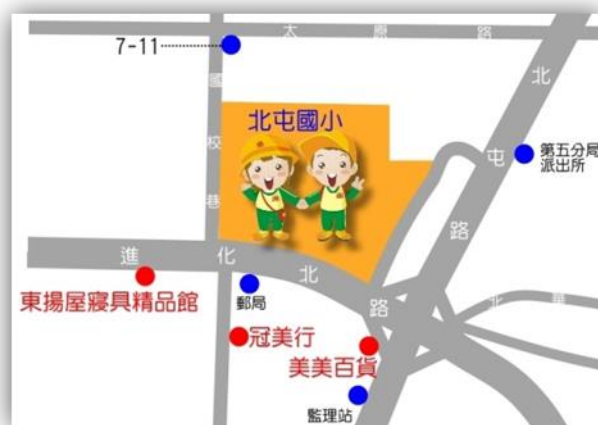 太原路
7-11
國校巷
北屯國小
北屯路
第五分局
派出所
進化北路
東揚屋寢具精品館
郵局
冠美行
美美百貨
監理站